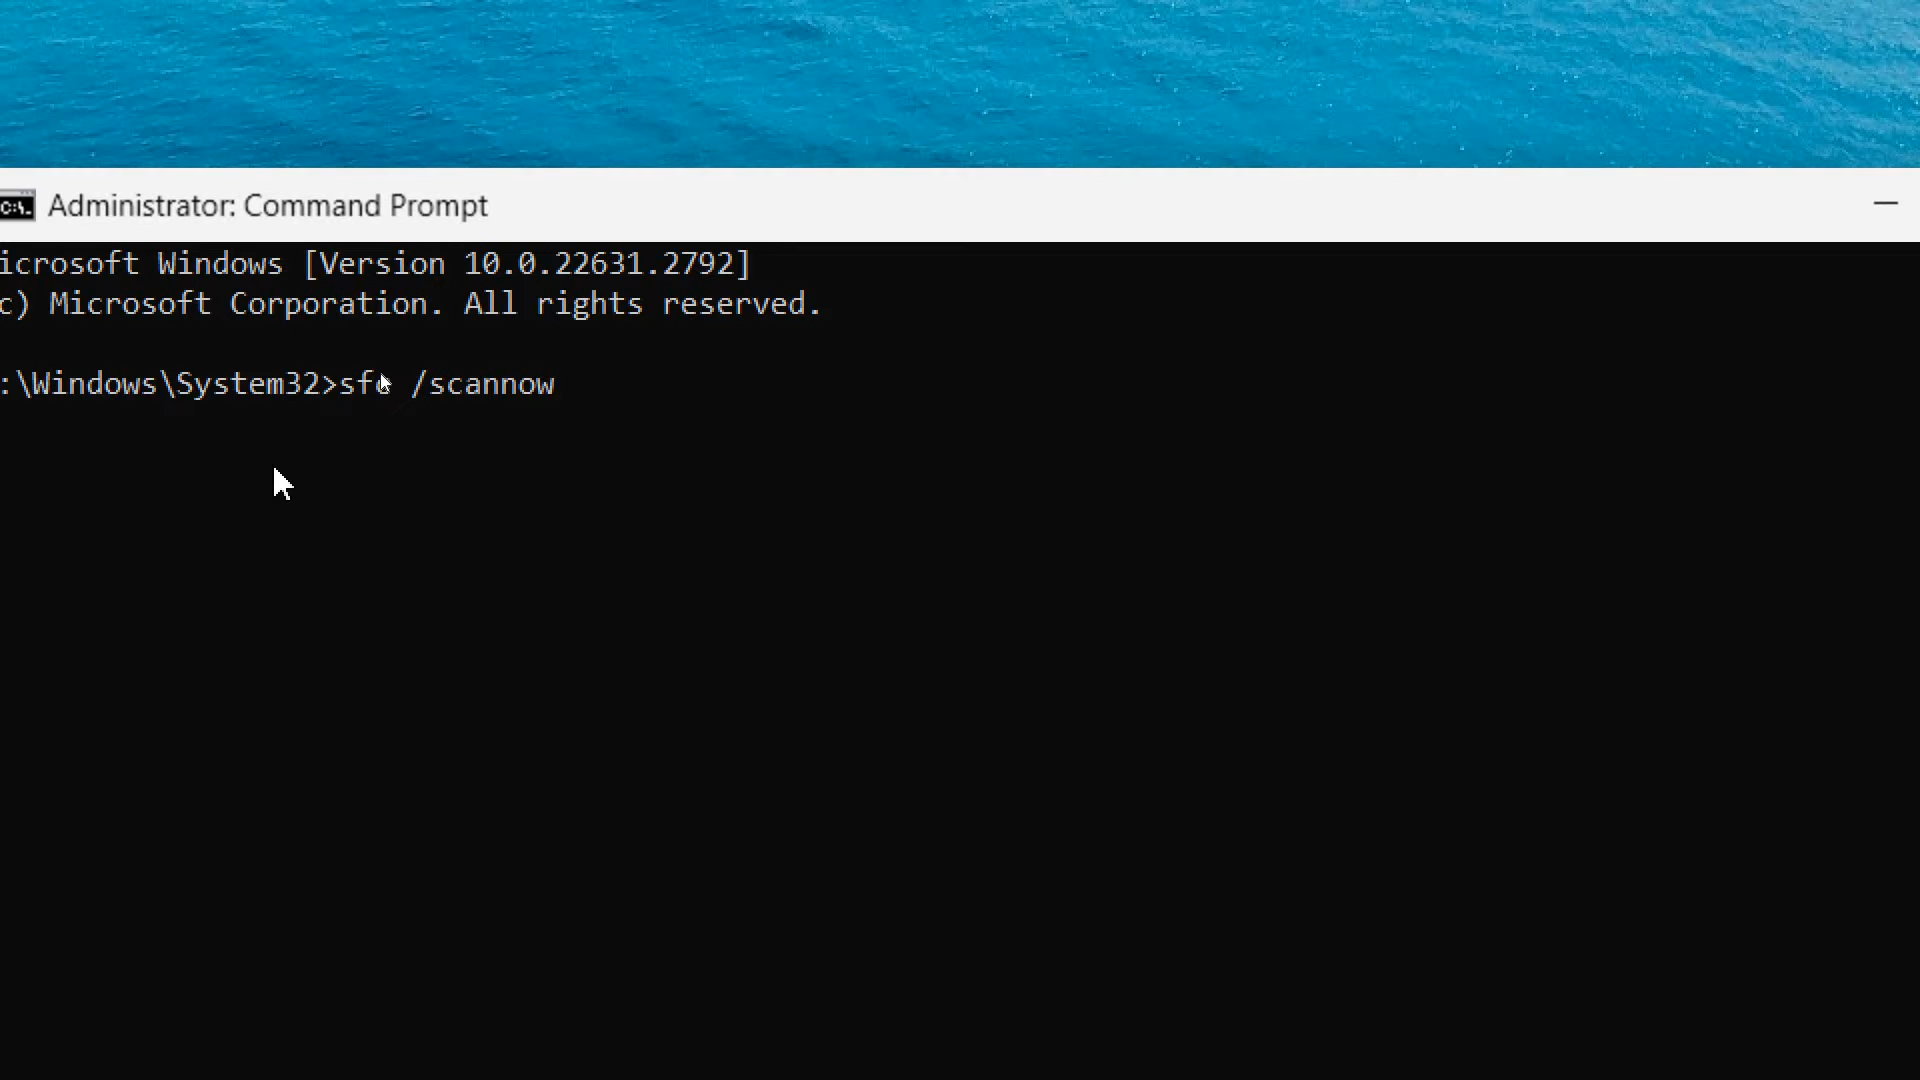 Administrator: Command Prompt
icrosoft Windows [Version 10.0.22631.2792]
c) Microsoft Corporation. All rights reserved.
:\Windows\System32>sfc /scannow